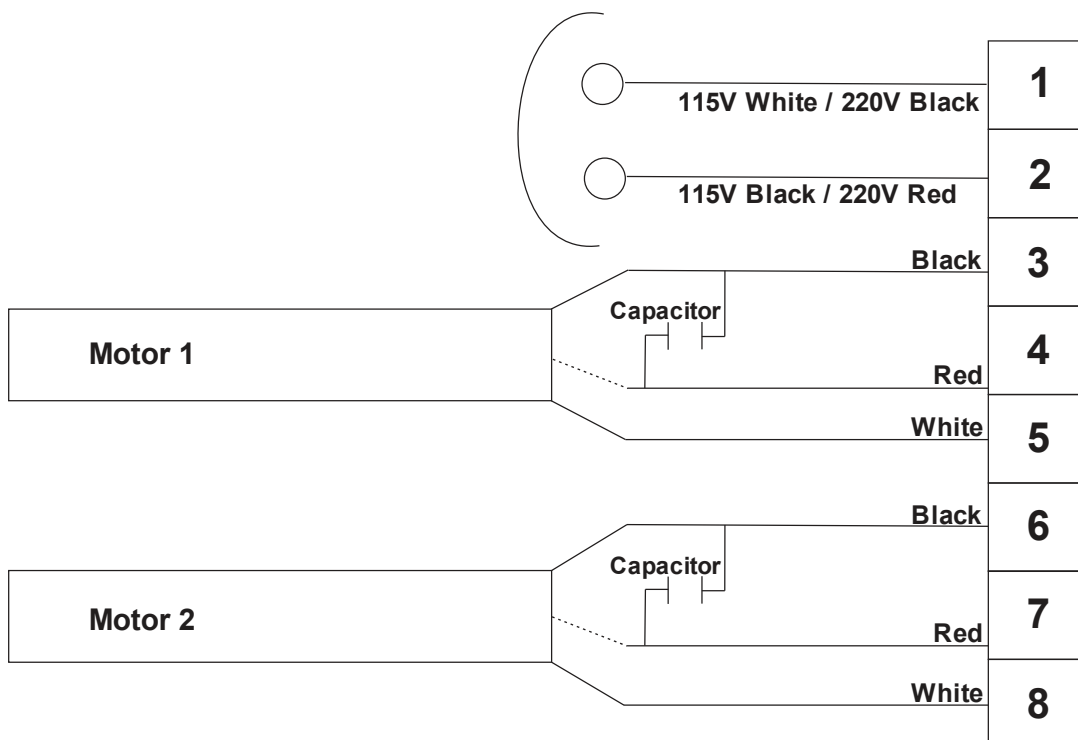 1
115V White / 220V Black
2
115V Black / 220V Red
Black
3
Capacitor
Motor 1
4
Red
White
5
Black
6
Capacitor
Motor 2
7
Red
White
8